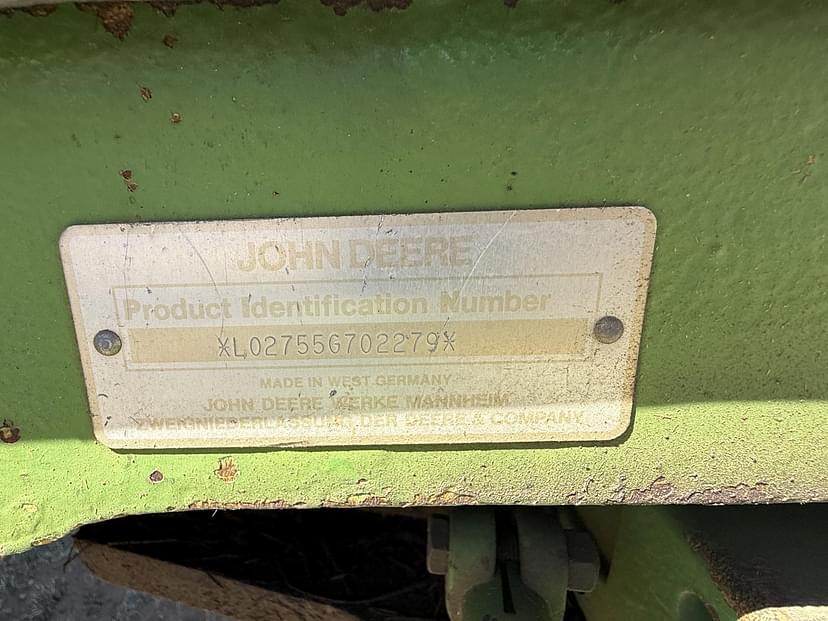 JOHN DEERE
Product Identification Number
*L02755G702279*
MADE IN WEST GERMANY
JOHN DEERE WERKE MANNHEIM
ZWEIGNIEDERLASSUNG DER DEERE & COMPANY